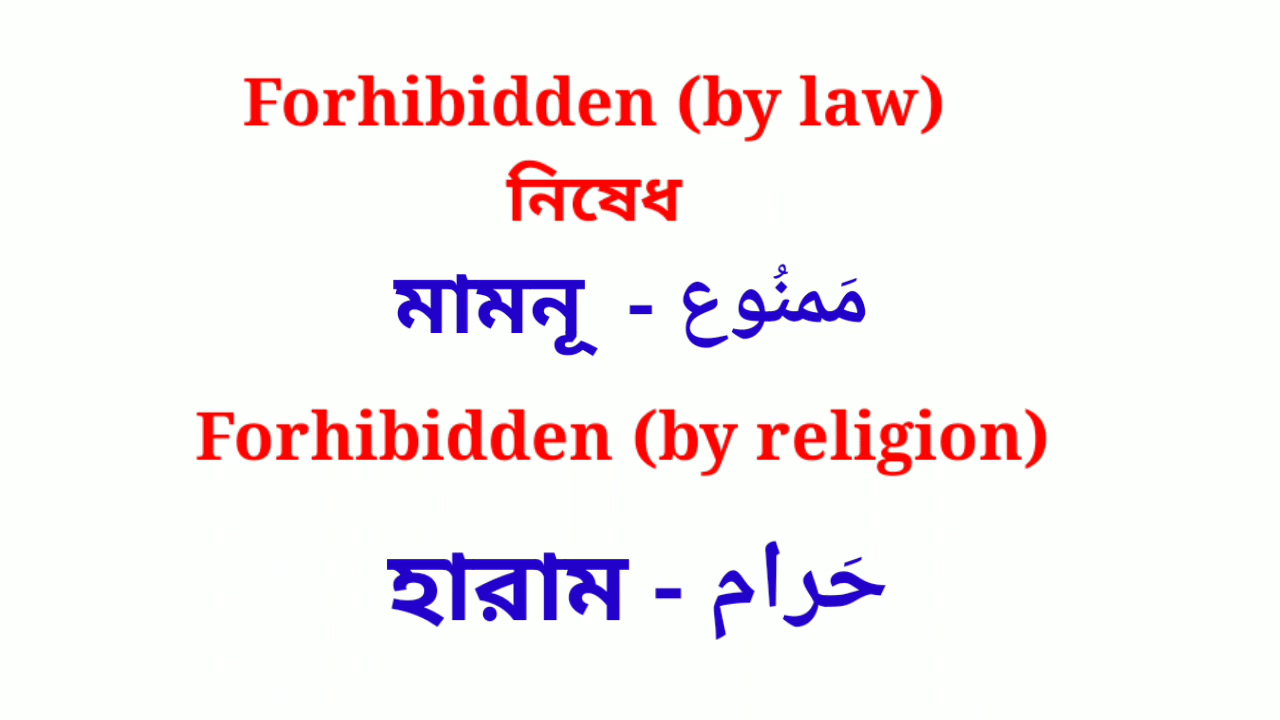 Forhibidden (by law)
নিষেধ
মামনূ - مَمنُوع
Forhibidden (by religion)
হারাম - حَرام